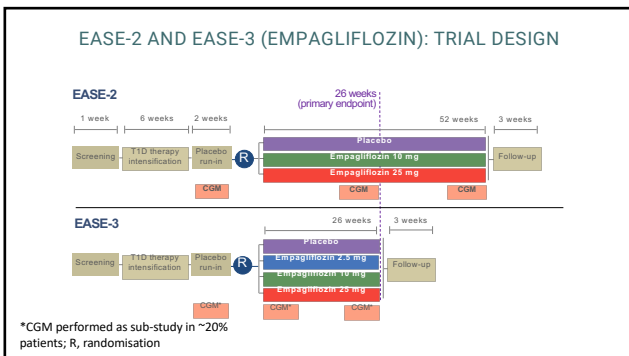 EASE-2 AND EASE-3 (EMPAGLIFLOZIN): TRIAL DESIGN
EASE-2
26 weeks
(primary endpoint)
1 week
6 weeks
2 weeks
52 weeks
3 weeks
Screening
T1D therapy
intensification
Placebo
run-in
R
Placebo
Empagliflozin 10 mg
Empagliflozin 25 mg
Follow-up
CGM
CGM
CGM
EASE-3
26 weeks
3 weeks
Screening
T1D therapy
intensification
Placebo
run-in
R
Placebo
Empagliflozin 2.5 mg
Empagliflozin 10 mg
Empagliflozin 25 mg
Follow-up
CGM*
CGM*
CGM*
*CGM performed as sub-study in ~20%
patients; R, randomisation